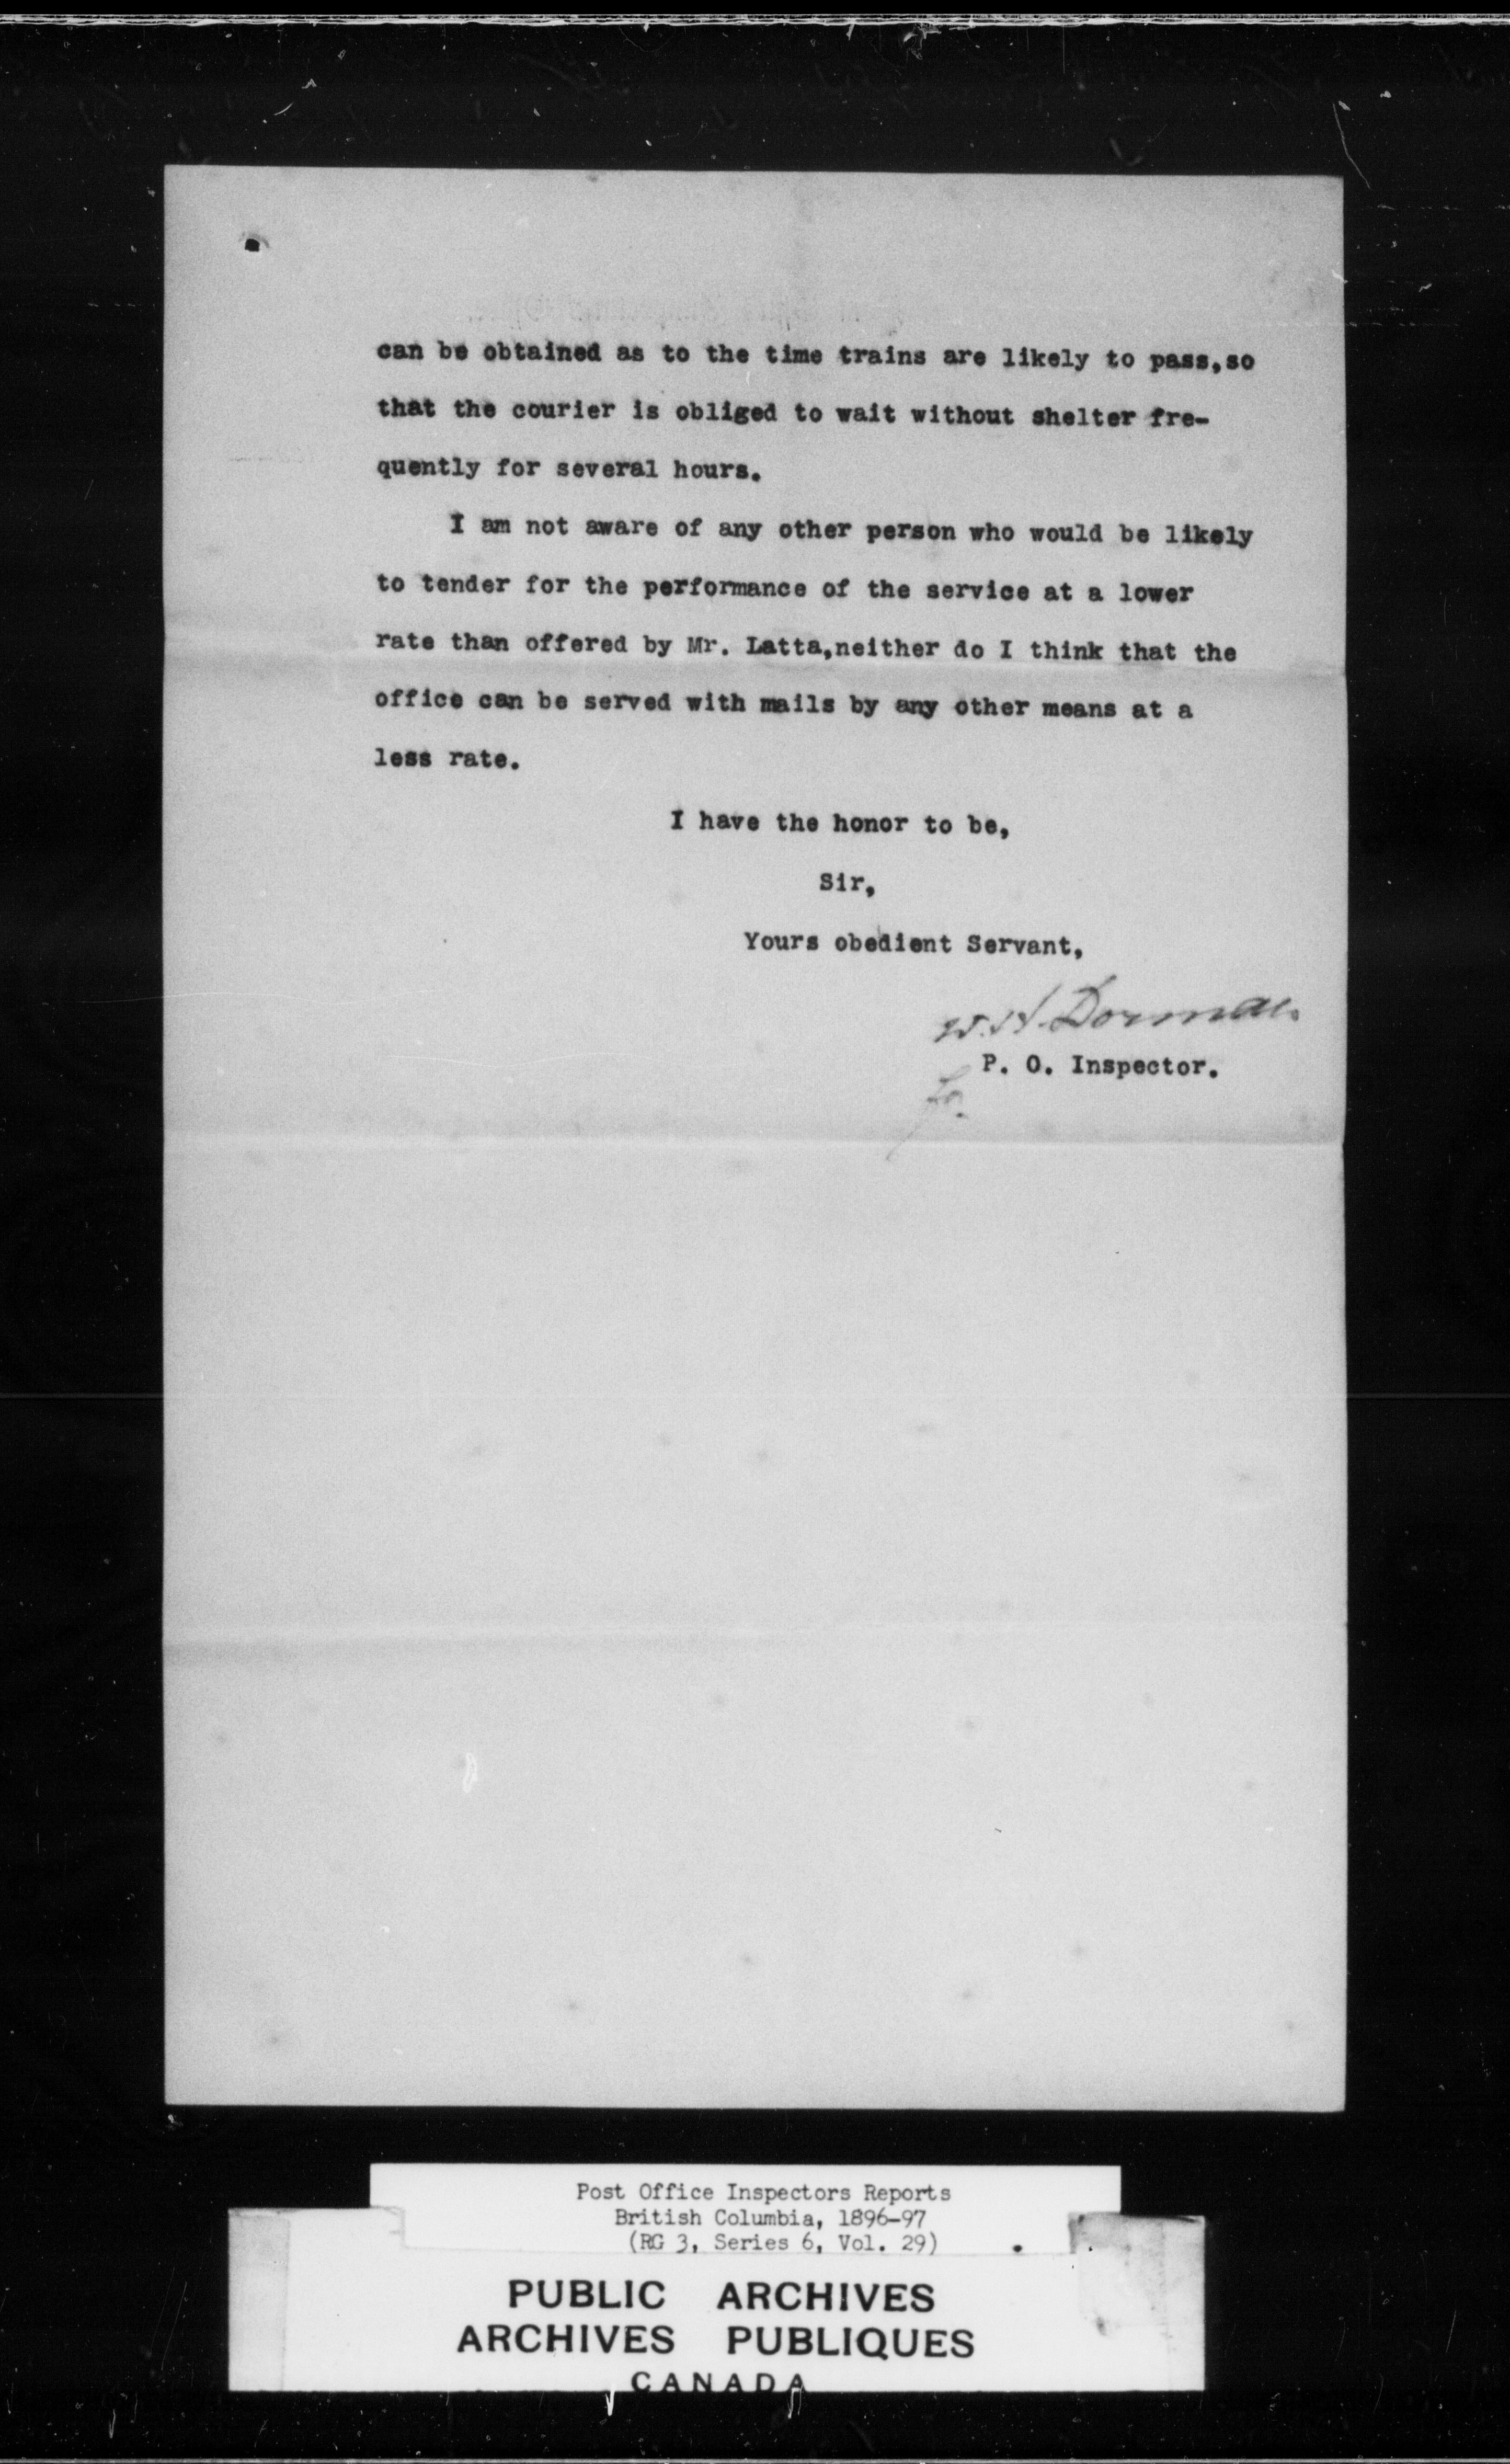 can be obtained as to the time trains are likely to pass,so
that the courier is obliged to wait without shelter fre-
quently for several hours.
I am not aware of any other person who would be likely
to tender for the performance of the service at a lower
rate than offered by Mr. Latta,neither do I think that the
office can be served with mails by any other means at a
less rate.
I have the honor to be,
Sir,
Yours obedient Servant,
W. H. Dorman
P. O. Inspector.
fo.
Post Office Inspectors Reports
British Columbia, 1896-97
(RG 3, Series 6, Vol. 29)
PUBLIC ARCHIVES
ARCHIVES PUBLIQUES
CANADA